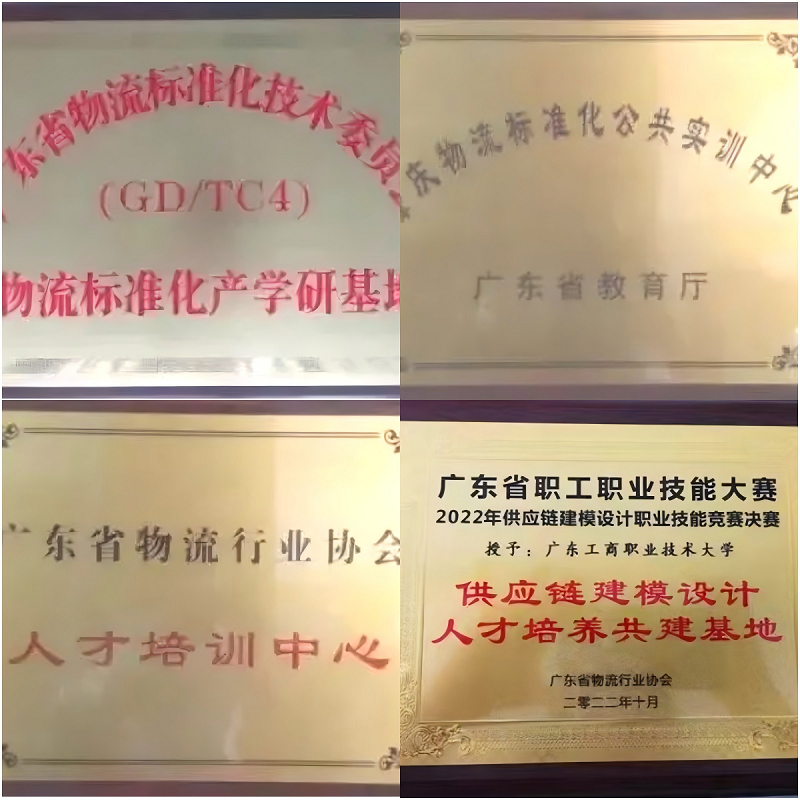 东省物流标准化技术委员
(GD/TC4)
物流标准化产学研基地
庆物流标准化公共实训中心
广东省教育厅
广东省物流行业协会
人才培训中心
广东省职工职业技能大赛
2022年供应链建模设计职业技能竞赛决赛
授予：广东工商职业技术大学
供应链建模设计
人才培养共建基地
广东省物流行业协会
二零二二年十月